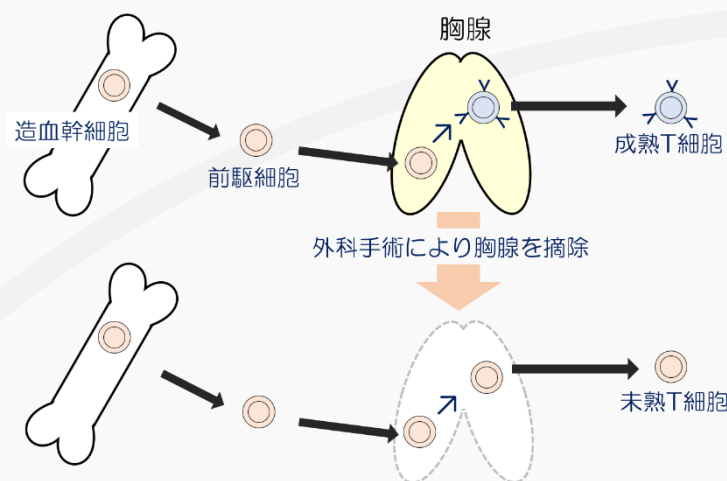 胸腺
造血幹細胞
前駆細胞
成熟T細胞
外科手術により胸腺を摘除
未熟T細胞